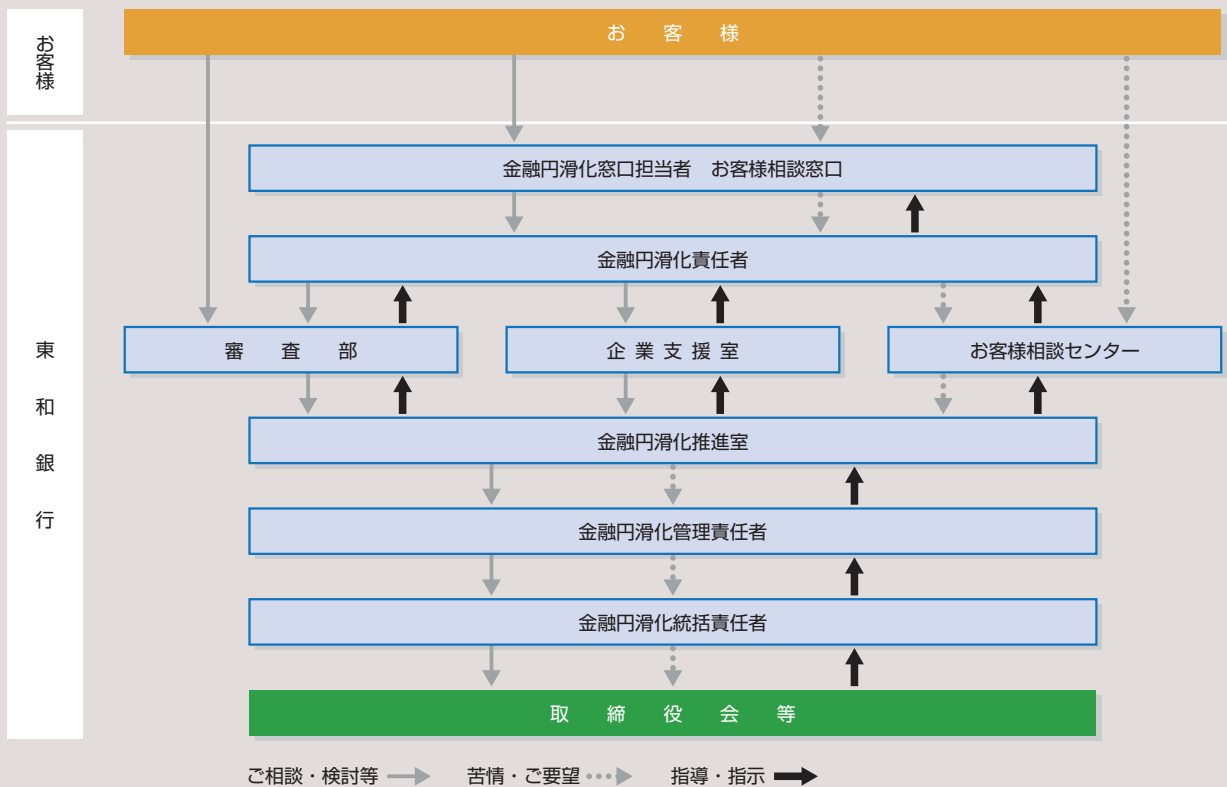 お客様
お客様
東和銀行
金融円滑化窓口担当者　お客様相談窓口
金融円滑化責任者
審査部
企業支援室
お客様相談センター
金融円滑化推進室
金融円滑化管理責任者
金融円滑化統括責任者
取締役会等
ご相談・検討等
苦情・ご要望
指導・指示